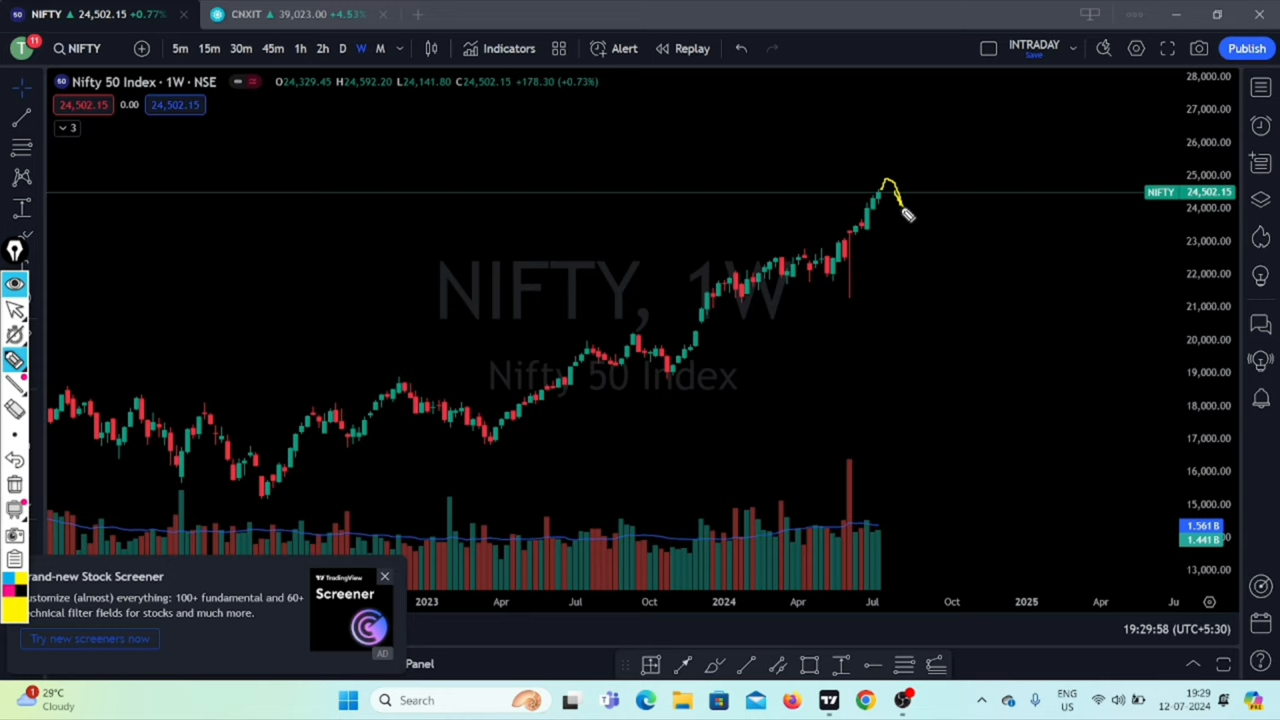 NIFTY ▲ 24,502.15 +0.77%
CNXIT ▲ 39,023.00 +4.53%
T 11 NIFTY 5m 15m 30m 45m 1h 2h D W M Indicators Alert Replay INTRADAY Save Publish
50 Nifty 50 Index · 1W · NSE O24,329.45 H24,592.20 L24,141.80 C24,502.15 +178.30 (+0.73%)
24,502.15 0.00 24,502.15
3
28,000.00
27,000.00
26,000.00
25,000.00
NIFTY 24,502.15
24,000.00
23,000.00
22,000.00
21,000.00
20,000.00
19,000.00
18,000.00
17,000.00
16,000.00
15,000.00
1.561 B
1.441 B
13,000.00
NIFTY, 1W
Nifty 50 Index
2023 Apr Jul Oct 2024 Apr Jul Oct 2025 Apr Ju
rand-new Stock Screener
ustomize (almost) everything: 100+ fundamental and 60+
echnical filter fields for stocks and much more.
Try new screeners now
TradingView
Screener
AD
19:29:58 (UTC+5:30)
Panel
1 29°C
Cloudy
Search
ENG
US
19:29
12-07-2024